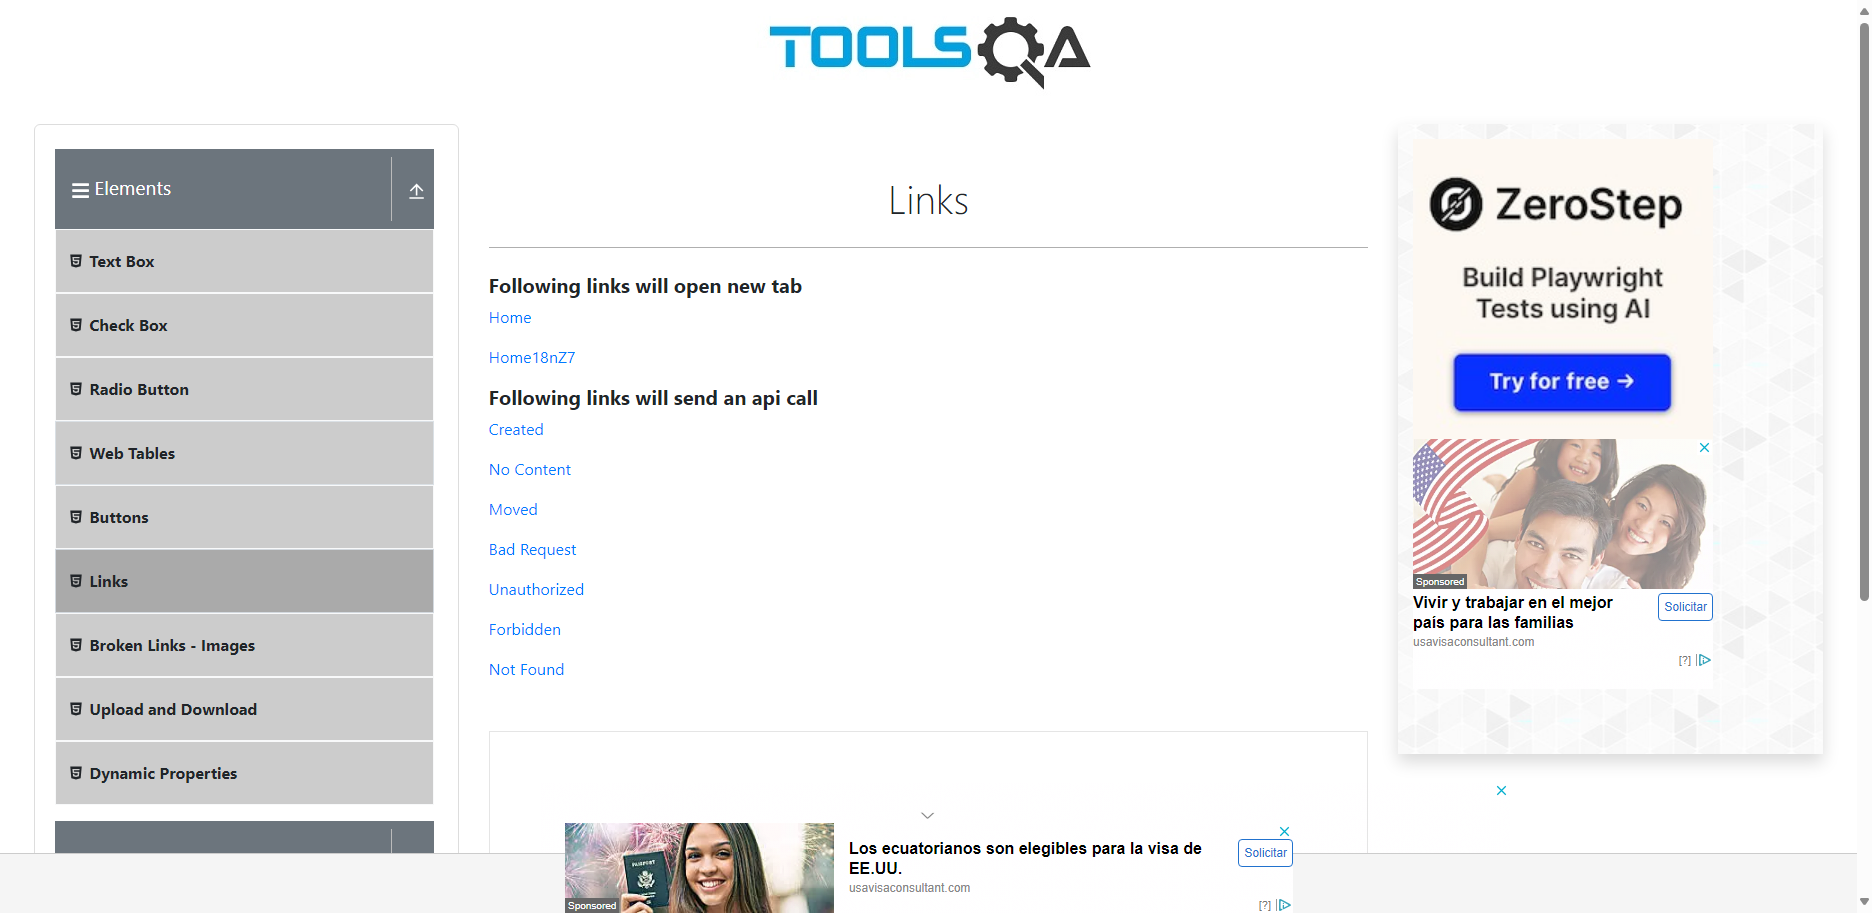 TOOLSQA
Elements
Text Box
Check Box
Radio Button
Web Tables
Buttons
Links
Broken Links - Images
Upload and Download
Dynamic Properties
Links
Following links will open new tab
Home
Home18nZ7
Following links will send an api call
Created
No Content
Moved
Bad Request
Unauthorized
Forbidden
Not Found
ZeroStep
Build Playwright
Tests using AI
Try for free →
Sponsored
Vivir y trabajar en el mejor
país para las familias
usavisaconsultant.com
Solicitar
[?]
PASSPORT
Sponsored
Los ecuatorianos son elegibles para la visa de
EE.UU.
usavisaconsultant.com
Solicitar
[?]